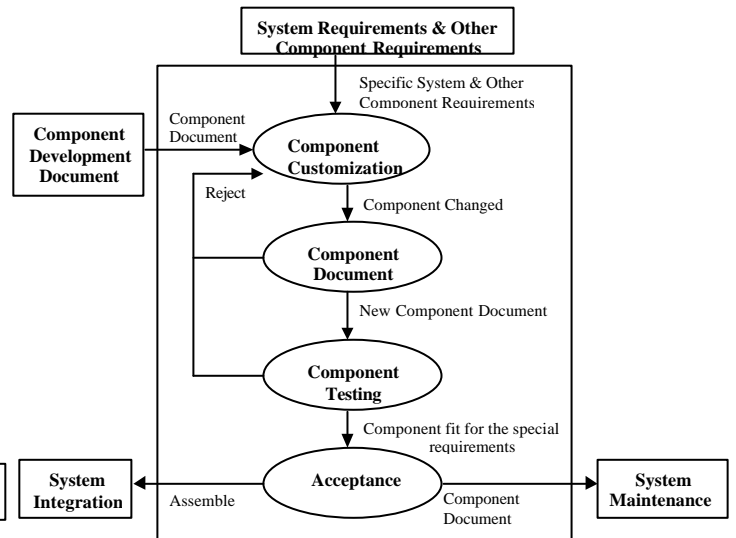 System Requirements & Other
Component Requirements
Specific System & Other
Component Requirements
Component
Document
Component
Development
Document
Component
Customization
Reject
Component Changed
Component
Document
New Component Document
Component
Testing
Component fit for the special
requirements
System
Integration
Acceptance
System
Maintenance
Assemble
Component
Document